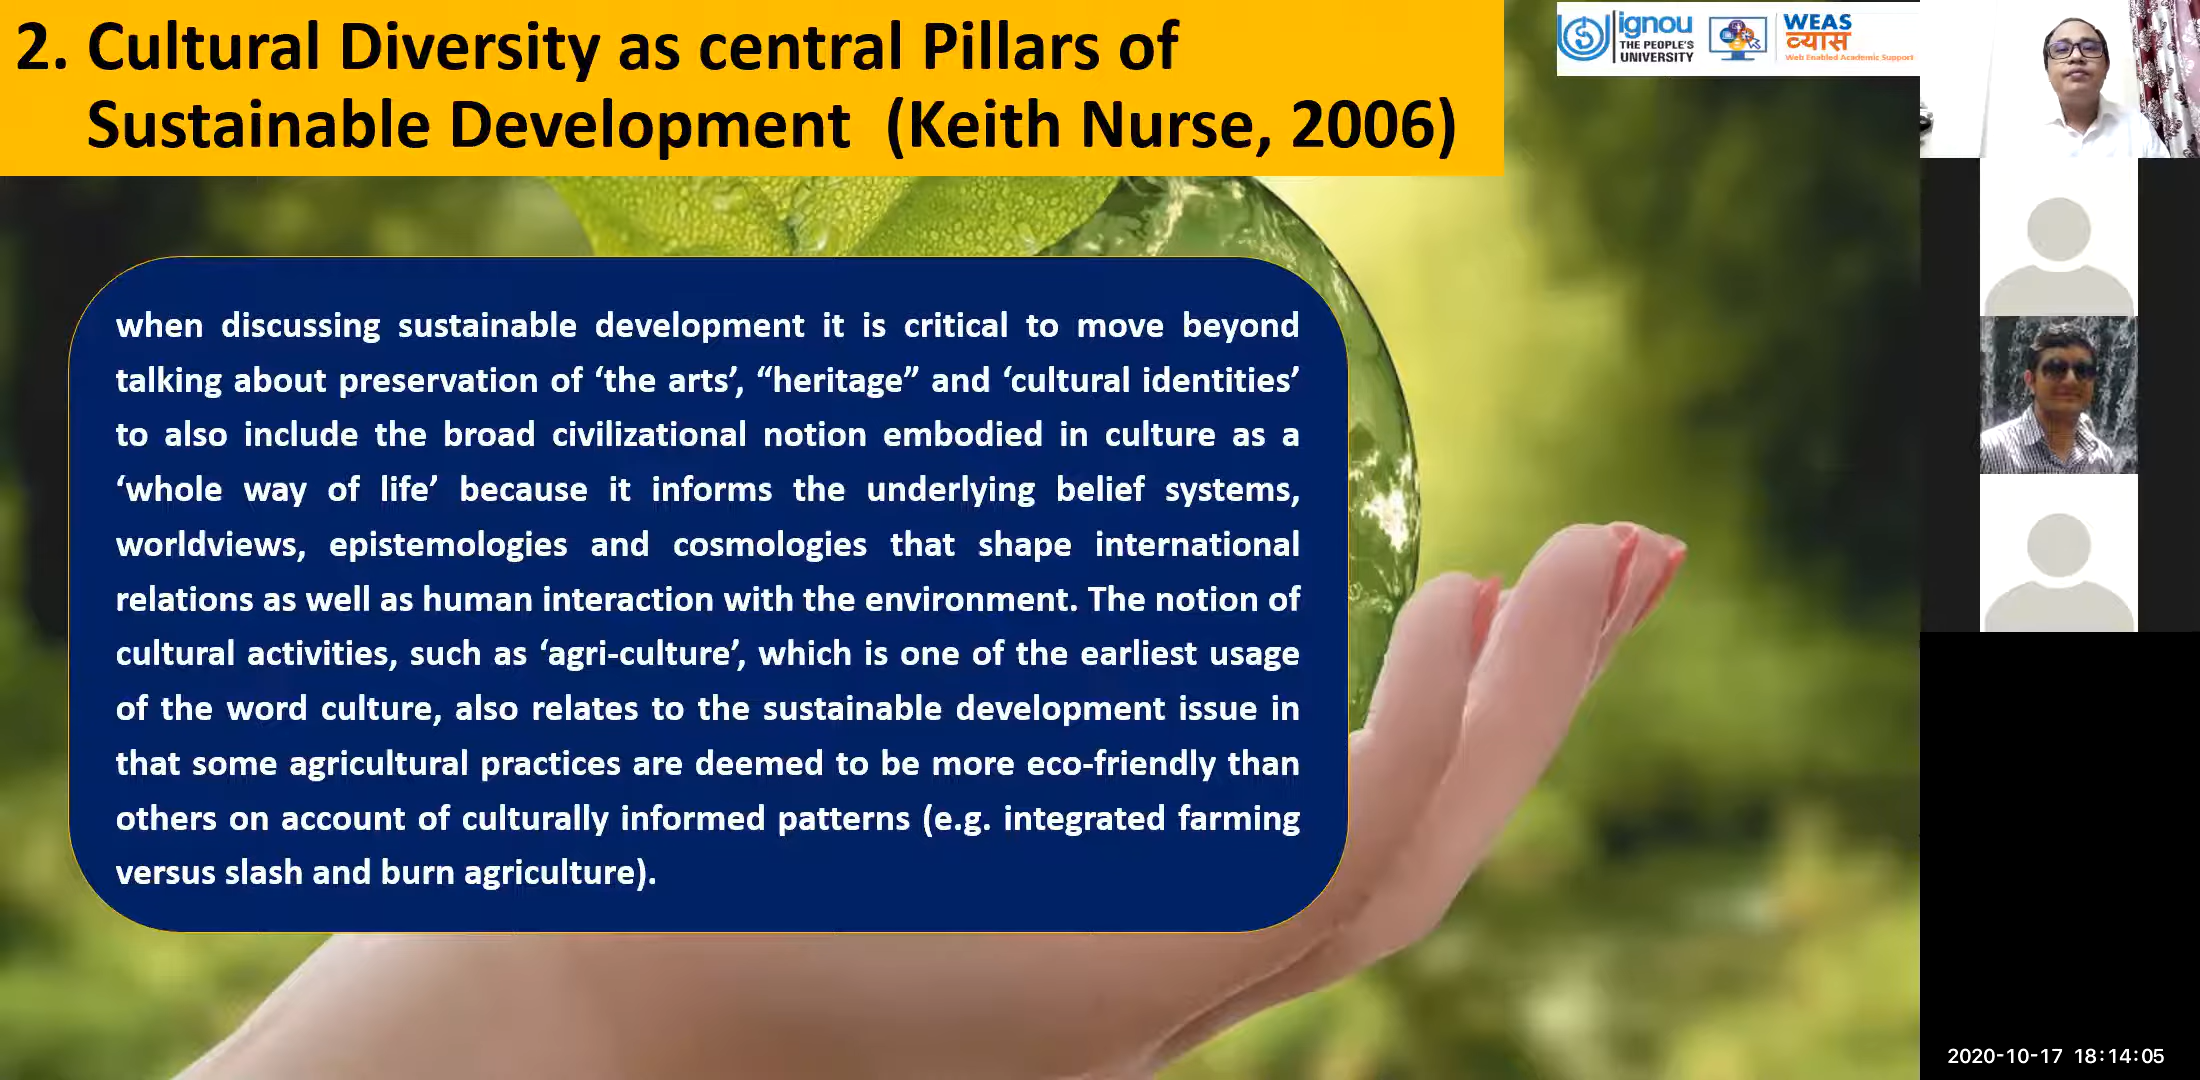 2. Cultural Diversity as central Pillars of
Sustainable Development (Keith Nurse, 2006)
ignou
THE PEOPLE'S
UNIVERSITY
WEAS
व्यास
Web Enabled Academic Support
when discussing sustainable development it is critical to move beyond
talking about preservation of ‘the arts’, “heritage” and ‘cultural identities’
to also include the broad civilizational notion embodied in culture as a
‘whole way of life’ because it informs the underlying belief systems,
worldviews, epistemologies and cosmologies that shape international
relations as well as human interaction with the environment. The notion of
cultural activities, such as ‘agri-culture’, which is one of the earliest usage
of the word culture, also relates to the sustainable development issue in
that some agricultural practices are deemed to be more eco-friendly than
others on account of culturally informed patterns (e.g. integrated farming
versus slash and burn agriculture).
2020-10-17 18:14:05